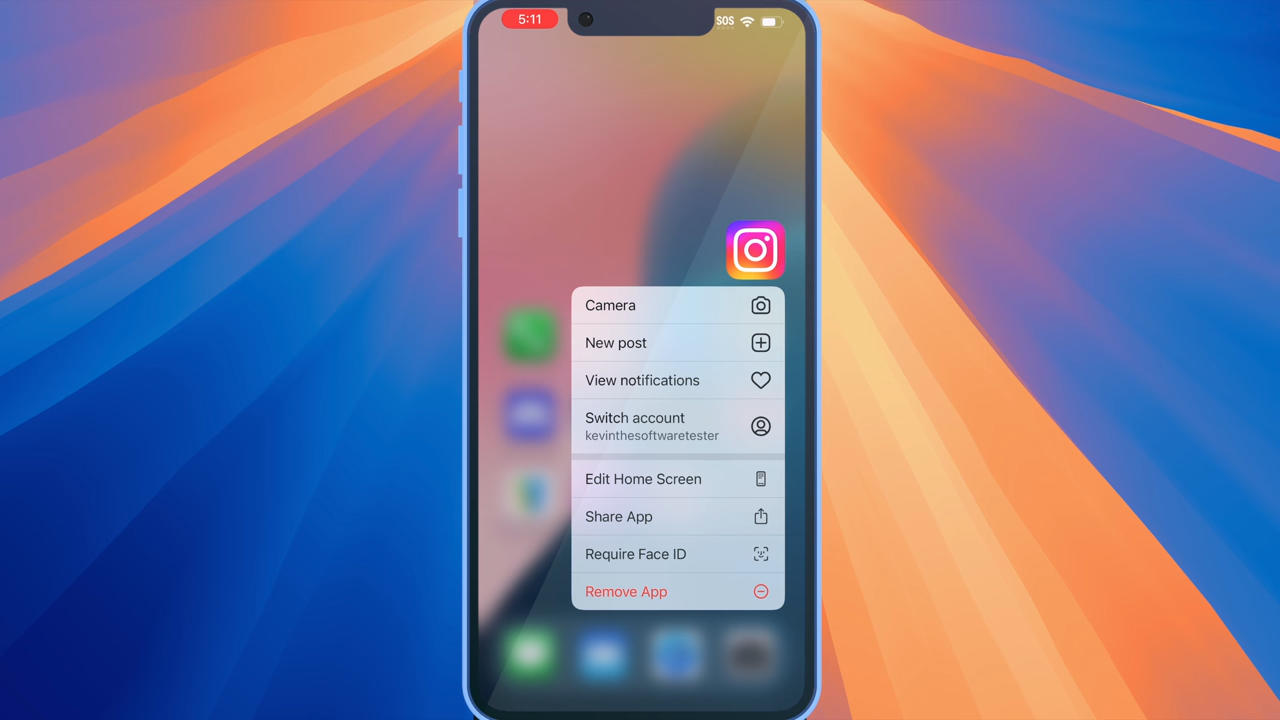 5:11
SOS
Camera
New post
View notifications
Switch account
kevinthesoftwaretester
Edit Home Screen
Share App
Require Face ID
Remove App